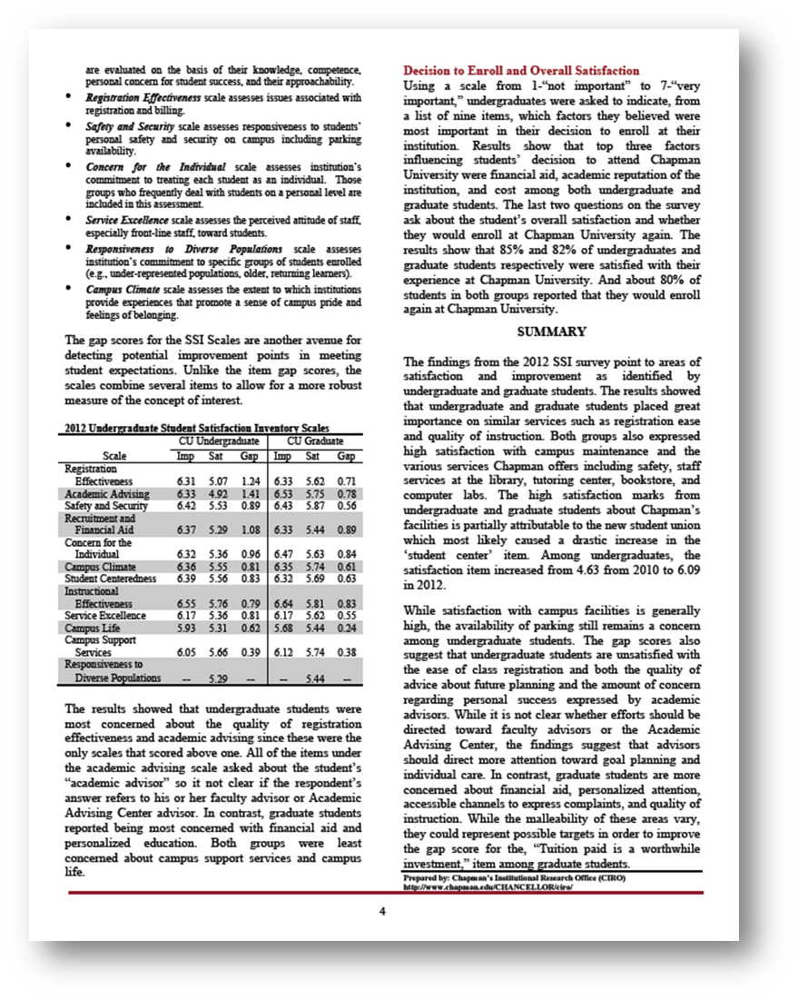 are evaluated on the basis of their knowledge, competence,
personal concern for student success, and their approachability.
• Registration Effectiveness scale assesses issues associated with
registration and billing.
• Safety and Security scale assesses responsiveness to students'
personal safety and security on campus including parking
availability.
• Concern for the Individual scale assesses institution's
commitment to treating each student as an individual. Those
groups who frequently deal with students on a personal level are
included in this assessment.
• Service Excellence scale assesses the perceived attitude of staff,
especially front-line staff, toward students.
• Responsiveness to Diverse Populations scale assesses
institution's commitment to specific groups of students enrolled
(e.g., under-represented populations, older, returning learners).
• Campus Climate scale assesses the extent to which institutions
provide experiences that promote a sense of campus pride and
feelings of belonging.
The gap scores for the SSI Scales are another avenue for
detecting potential improvement points in meeting
student expectations. Unlike the item gap scores, the
scales combine several items to allow for a more robust
measure of the concept of interest.
2012 Undergraduate Student Satisfaction Inventory Scales
CU Undergraduate CU Graduate
Scale Imp Sat Gap Imp Sat Gap
Registration
Effectiveness 6.31 5.07 1.24 6.33 5.62 0.71
Academic Advising 6.33 4.92 1.41 6.53 5.75 0.78
Safety and Security 6.42 5.53 0.89 6.43 5.87 0.56
Recruitment and
Financial Aid 6.37 5.29 1.08 6.33 5.44 0.89
Concern for the
Individual 6.32 5.36 0.96 6.47 5.63 0.84
Campus Climate 6.36 5.55 0.81 6.35 5.74 0.61
Student Centeredness 6.39 5.56 0.83 6.32 5.69 0.63
Instructional
Effectiveness 6.55 5.76 0.79 6.64 5.81 0.83
Service Excellence 6.17 5.36 0.81 6.17 5.62 0.55
Campus Life 5.93 5.31 0.62 5.68 5.44 0.24
Campus Support
Services 6.05 5.66 0.39 6.12 5.74 0.38
Responsiveness to
Diverse Populations -- 5.29 -- -- 5.44 --
The results showed that undergraduate students were
most concerned about the quality of registration
effectiveness and academic advising since these were the
only scales that scored above one. All of the items under
the academic advising scale asked about the student's
"academic advisor" so it not clear if the respondent's
answer refers to his or her faculty advisor or Academic
Advising Center advisor. In contrast, graduate students
reported being most concerned with financial aid and
personalized education. Both groups were least
concerned about campus support services and campus
life.
Decision to Enroll and Overall Satisfaction
Using a scale from 1-"not important" to 7-"very
important," undergraduates were asked to indicate, from
a list of nine items, which factors they believed were
most important in their decision to enroll at their
institution. Results show that top three factors
influencing students' decision to attend Chapman
University were financial aid, academic reputation of the
institution, and cost among both undergraduate and
graduate students. The last two questions on the survey
ask about the student's overall satisfaction and whether
they would enroll at Chapman University again. The
results show that 85% and 82% of undergraduates and
graduate students respectively were satisfied with their
experience at Chapman University. And about 80% of
students in both groups reported that they would enroll
again at Chapman University.
SUMMARY
The findings from the 2012 SSI survey point to areas of
satisfaction and improvement as identified by
undergraduate and graduate students. The results showed
that undergraduate and graduate students placed great
importance on similar services such as registration ease
and quality of instruction. Both groups also expressed
high satisfaction with campus maintenance and the
various services Chapman offers including safety, staff
services at the library, tutoring center, bookstore, and
computer labs. The high satisfaction marks from
undergraduate and graduate students about Chapman's
facilities is partially attributable to the new student union
which most likely caused a drastic increase in the
'student center' item. Among undergraduates, the
satisfaction item increased from 4.63 from 2010 to 6.09
in 2012.
While satisfaction with campus facilities is generally
high, the availability of parking still remains a concern
among undergraduate students. The gap scores also
suggest that undergraduate students are unsatisfied with
the ease of class registration and both the quality of
advice about future planning and the amount of concern
regarding personal success expressed by academic
advisors. While it is not clear whether efforts should be
directed toward faculty advisors or the Academic
Advising Center, the findings suggest that advisors
should direct more attention toward goal planning and
individual care. In contrast, graduate students are more
concerned about financial aid, personalized attention,
accessible channels to express complaints, and quality of
instruction. While the malleability of these areas vary,
they could represent possible targets in order to improve
the gap score for the, "Tuition paid is a worthwhile
investment," item among graduate students.
Prepared by: Chapman's Institutional Research Office (CIRO)
http://www.chapman.edu/CHANCELLOR/ciro/
4